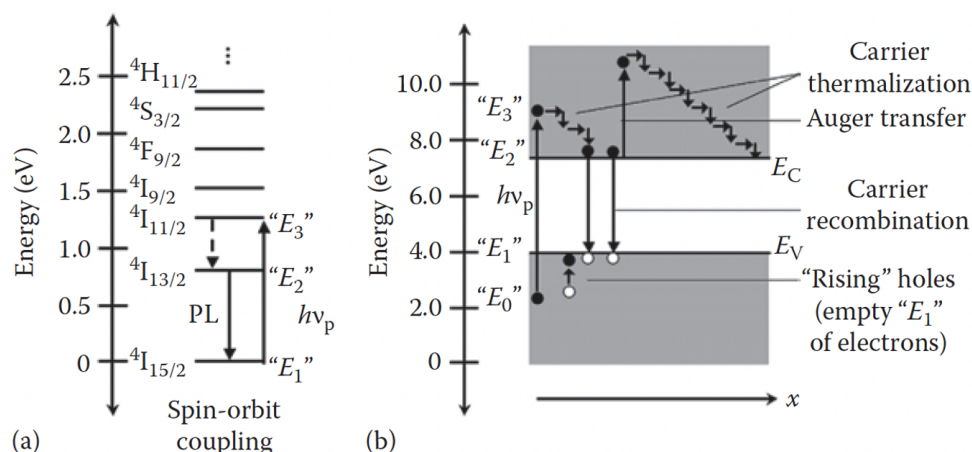 ⋮
2.5
2.0
1.5
1.0
0.5
0
Energy (eV)
⁴H₁₁/₂
⁴S₃/₂
⁴F₉/₂
⁴I₉/₂
⁴I₁₁/₂
⁴I₁₃/₂
⁴I₁₅/₂
"E₃"
"E₂"
"E₁"
PL
hνₚ
Spin-orbit
coupling
(a)
10.0
8.0
6.0
4.0
2.0
0
Energy (eV)
"E₃"
"E₂"
hνₚ
"E₁"
"E₀"
E_C
E_V
Carrier
thermalization
Auger transfer
Carrier
recombination
"Rising" holes
(empty "E₁"
of electrons)
x
(b)